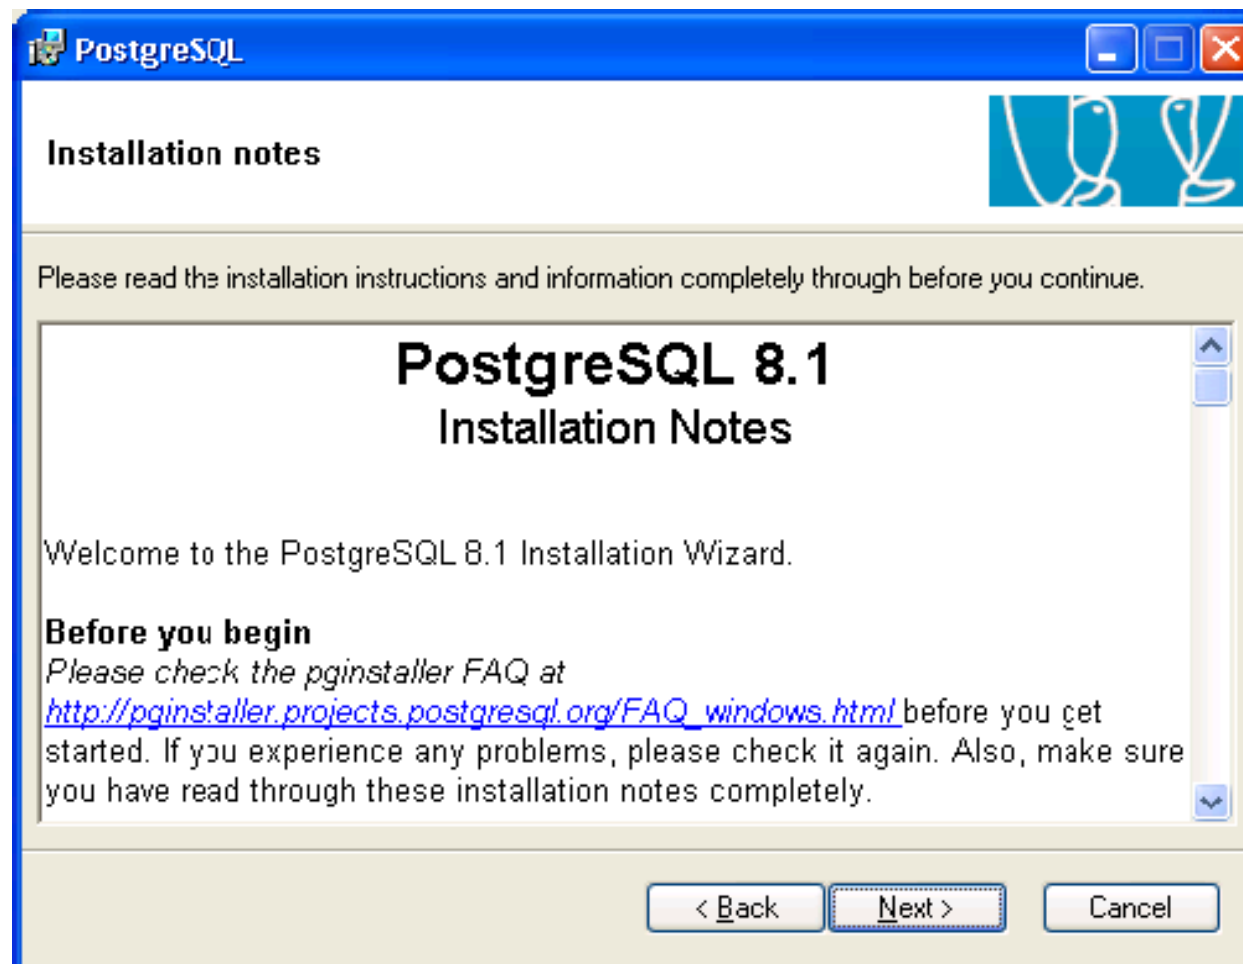 PostgreSQL
Installation notes
Please read the installation instructions and information completely through before you continue.
PostgreSQL 8.1
Installation Notes
Welcome to the PostgreSQL 8.1 Installation Wizard.
Before you begin
Please check the pginstaller FAQ at
http://pginstaller.projects.postgresql.org/FAQ_windows.html before you get
started. If you experience any problems, please check it again. Also, make sure
you have read through these installation notes completely.
< Back Next > Cancel